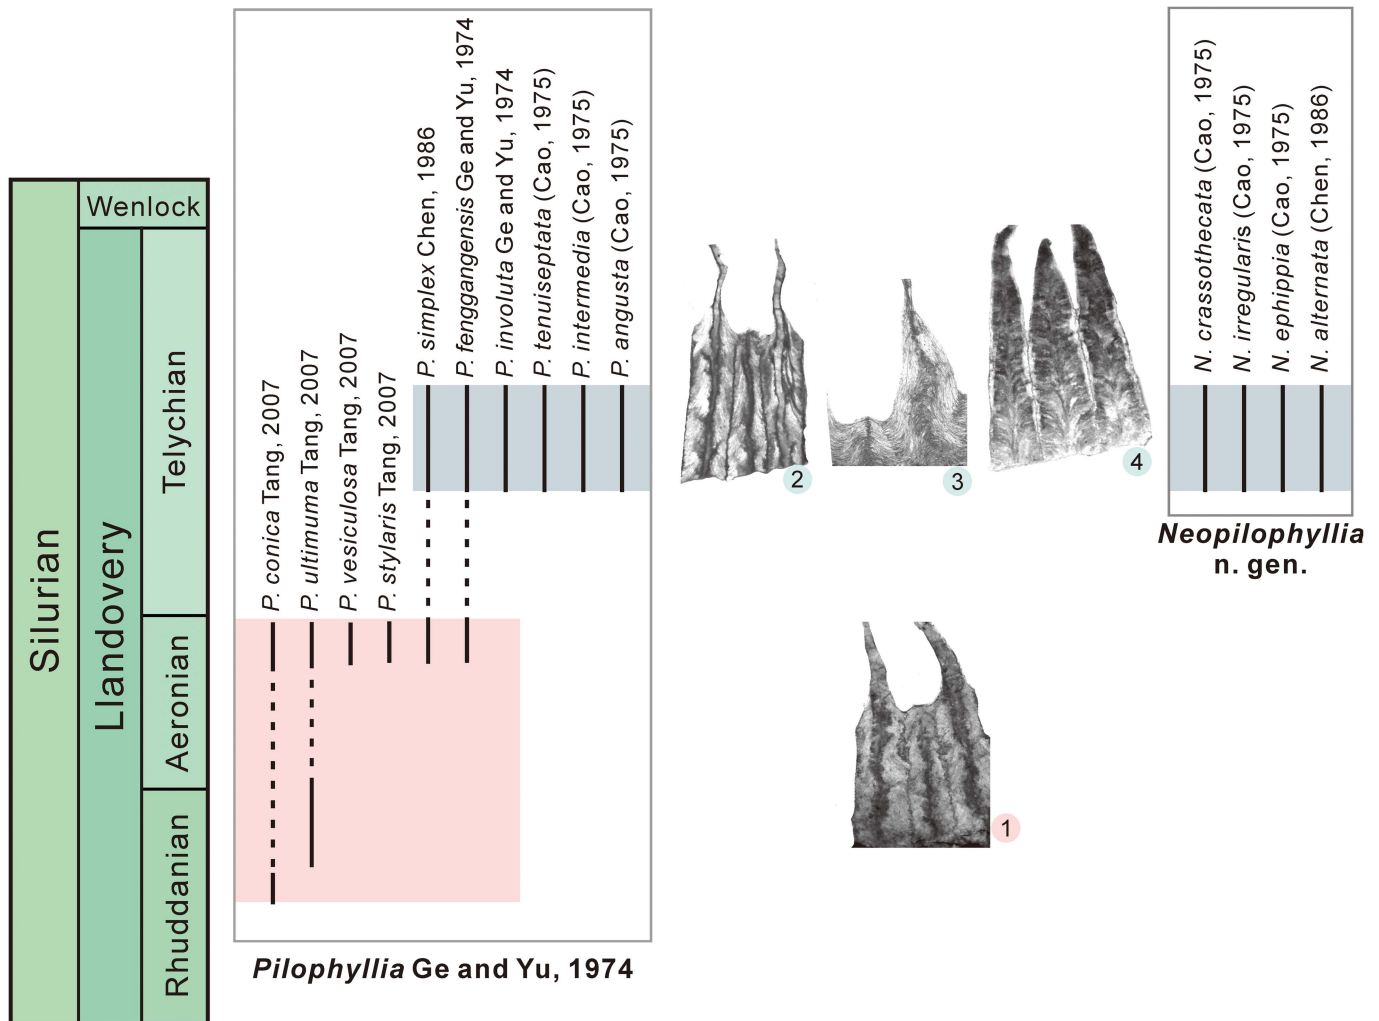 Silurian
Llandovery
Wenlock
Telychian
Aeronian
Rhuddanian
P. conica Tang, 2007
P. ultimuma Tang, 2007
P. vesiculosa Tang, 2007
P. stylaris Tang, 2007
P. simplex Chen, 1986
P. fenggangensis Ge and Yu, 1974
P. involuta Ge and Yu, 1974
P. tenuiseptata (Cao, 1975)
P. intermedia (Cao, 1975)
P. angusta (Cao, 1975)
Pilophyllia Ge and Yu, 1974
2
3
4
1
N. crassothecata (Cao, 1975)
N. irregularis (Cao, 1975)
N. ephippia (Cao, 1975)
N. alternata (Chen, 1986)
Neopilophyllia
n. gen.